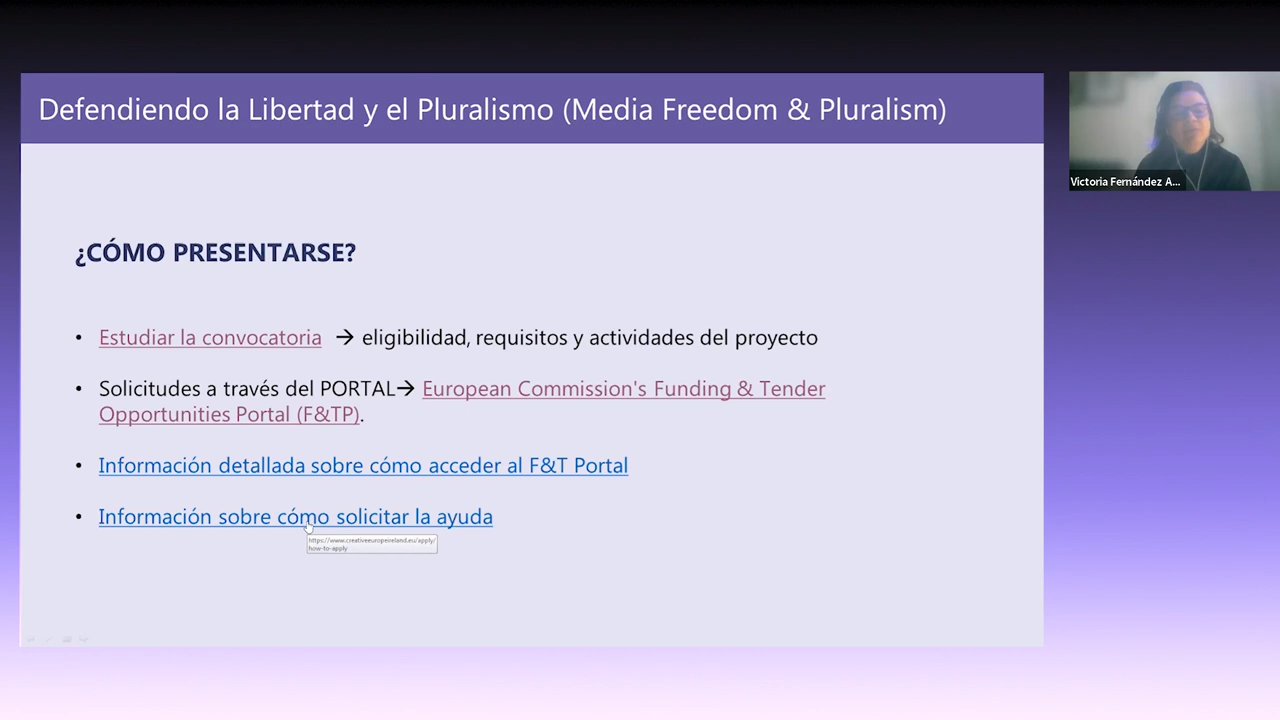 Defendiendo la Libertad y el Pluralismo (Media Freedom & Pluralism)
Victoria Fernández A...
¿CÓMO PRESENTARSE?
• Estudiar la convocatoria → eligibilidad, requisitos y actividades del proyecto
• Solicitudes a través del PORTAL→ European Commission's Funding & Tender
Opportunities Portal (F&TP).
• Información detallada sobre cómo acceder al F&T Portal
• Información sobre cómo solicitar la ayuda
https://www.creativeeuropeireland.eu/apply/
how-to-apply